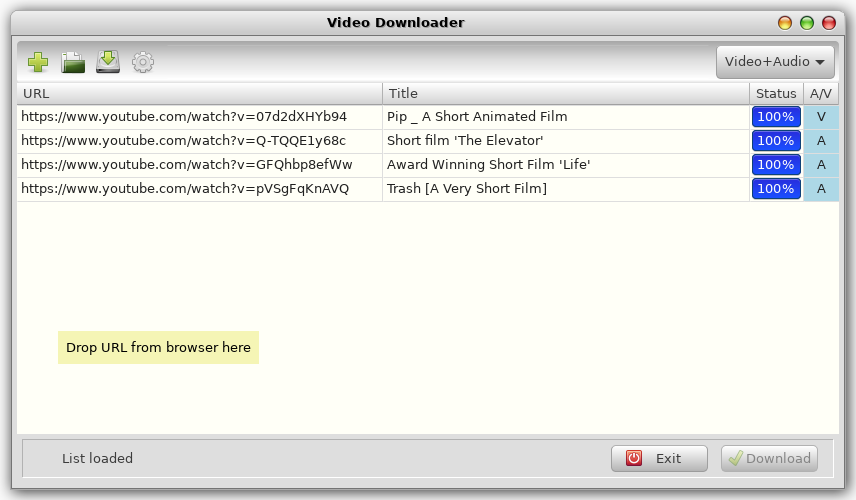 Video Downloader
Video+Audio
URL Title Status A/V
https://www.youtube.com/watch?v=07d2dXHYb94 Pip _ A Short Animated Film 100% V
https://www.youtube.com/watch?v=Q-TQQE1y68c Short film 'The Elevator' 100% A
https://www.youtube.com/watch?v=GFQhbp8efWw Award Winning Short Film 'Life' 100% A
https://www.youtube.com/watch?v=pVSgFqKnAVQ Trash [A Very Short Film] 100% A
Drop URL from browser here
List loaded Exit Download